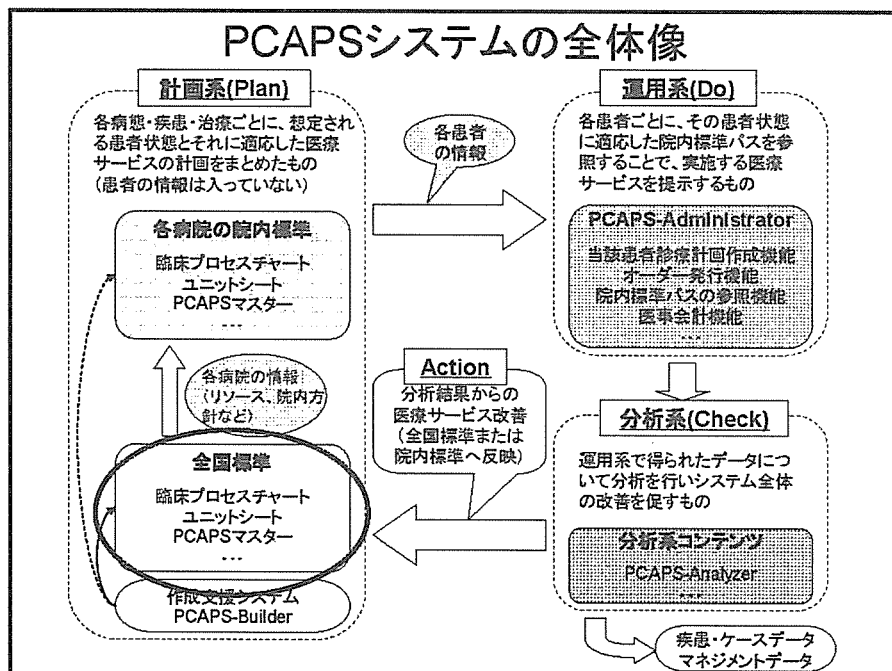 PCAPSシステムの全体像
計画系(Plan)
各病態・疾患・治療ごとに、想定され
る患者状態とそれに適応した医療
サービスの計画をまとめたもの
(患者の情報は入っていない)
各病院の院内標準
臨床プロセスチャート
ユニットシート
PCAPSマスター
…
各病院の情報
(リソース、院内方
針など)
全国標準
臨床プロセスチャート
ユニットシート
PCAPSマスター
…
作成支援システム
PCAPS-Builder
各患者
の情報
運用系(Do)
各患者ごとに、その患者状態
に適応した院内標準パスを参
照することで、実施する医療
サービスを提示するもの
PCAPS-Administrator
当該患者診療計画作成機能
オーダー発行機能
院内標準パスの参照機能
医事会計機能
…
Action
分析結果からの
医療サービス改善
(全国標準または
院内標準へ反映)
分析系(Check)
運用系で得られたデータについ
て分析を行いシステム全体
の改善を促すもの
分析系コンテンツ
PCAPS-Analyzer
…
疾患・ケースデータ
マネジメントデータ